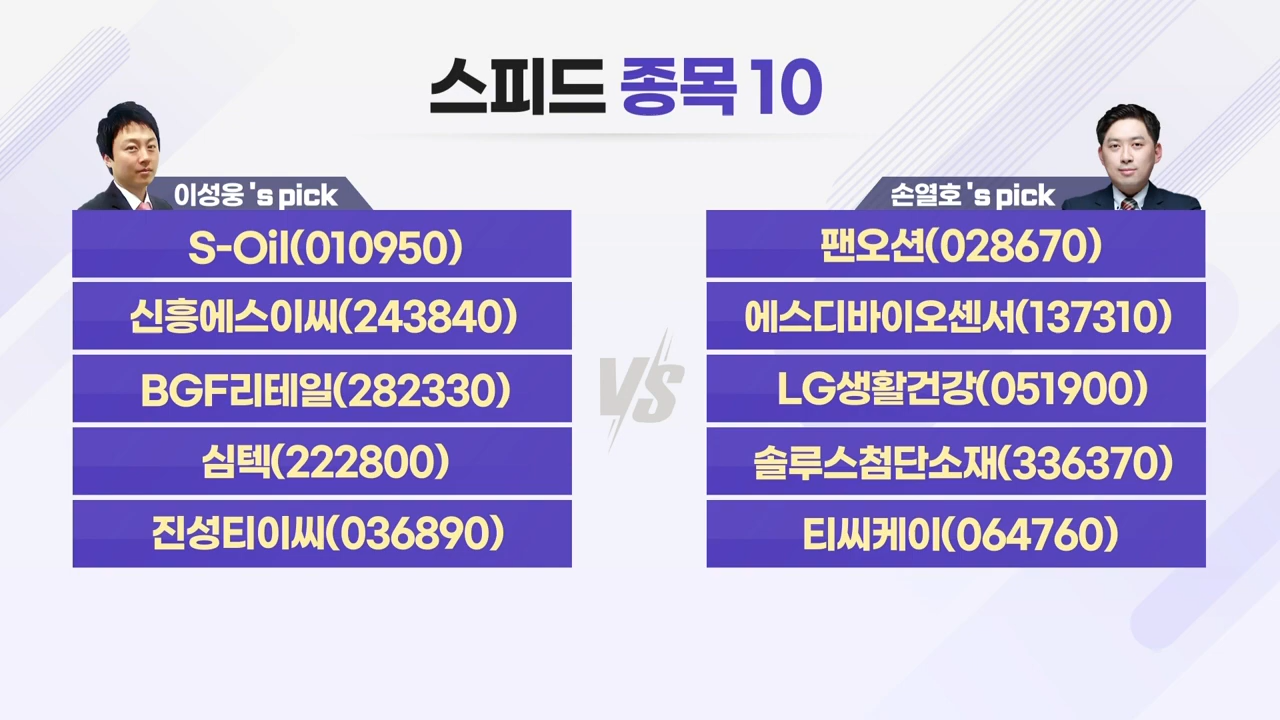 스피드 종목 10
이성웅 's pick
S-Oil(010950)
신흥에스이씨(243840)
BGF리테일(282330)
심텍(222800)
진성티이씨(036890)
VS
손열호 's pick
팬오션(028670)
에스디바이오센서(137310)
LG생활건강(051900)
솔루스첨단소재(336370)
티씨케이(064760)